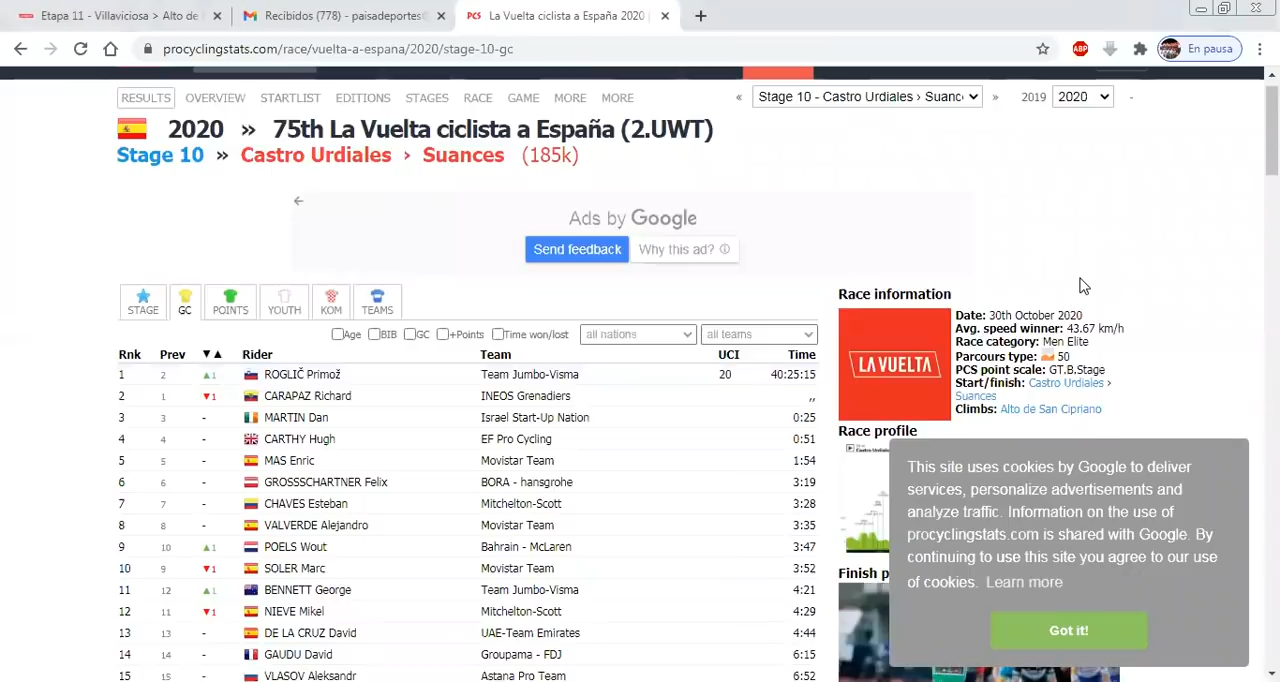 Etapa 11 - Villaviciosa > Alto de
Recibidos (778) - paisadeportes@
PCS La Vuelta ciclista a España 2020
procyclingstats.com/race/vuelta-a-espana/2020/stage-10-gc
ABP
En pausa
RESULTS OVERVIEW STARTLIST EDITIONS STAGES RACE GAME MORE MORE
« Stage 10 - Castro Urdiales › Suanc » 2019 2020 -
2020 » 75th La Vuelta ciclista a España (2.UWT)
Stage 10 » Castro Urdiales › Suances (185k)
Ads by Google
Send feedback Why this ad?
STAGE GC POINTS YOUTH KOM TEAMS
Age BIB GC +Points Time won/lost all nations all teams
Rnk Prev ▼▲ Rider Team UCI Time
1 2 ▲1 ROGLIČ Primož Team Jumbo-Visma 20 40:25:15
2 1 ▼1 CARAPAZ Richard INEOS Grenadiers ,,
3 3 - MARTIN Dan Israel Start-Up Nation 0:25
4 4 - CARTHY Hugh EF Pro Cycling 0:51
5 5 - MAS Enric Movistar Team 1:54
6 6 - GROSSSCHARTNER Felix BORA - hansgrohe 3:19
7 7 - CHAVES Esteban Mitchelton-Scott 3:28
8 8 - VALVERDE Alejandro Movistar Team 3:35
9 10 ▲1 POELS Wout Bahrain - McLaren 3:47
10 9 ▼1 SOLER Marc Movistar Team 3:52
11 12 ▲1 BENNETT George Team Jumbo-Visma 4:21
12 11 ▼1 NIEVE Mikel Mitchelton-Scott 4:29
13 13 - DE LA CRUZ David UAE-Team Emirates 4:44
14 14 - GAUDU David Groupama - FDJ 6:15
15 15 - VLASOV Aleksandr Astana Pro Team 6:52
Race information
LA VUELTA
Date: 30th October 2020
Avg. speed winner: 43.67 km/h
Race category: Men Elite
Parcours type: 50
PCS point scale: GT.B.Stage
Start/finish: Castro Urdiales ›
Suances
Climbs: Alto de San Cipriano
Race profile
Finish p
This site uses cookies by Google to deliver
services, personalize advertisements and
analyze traffic. Information on the use of
procyclingstats.com is shared with Google. By
continuing to use this site you agree to our use
of cookies. Learn more
Got it!